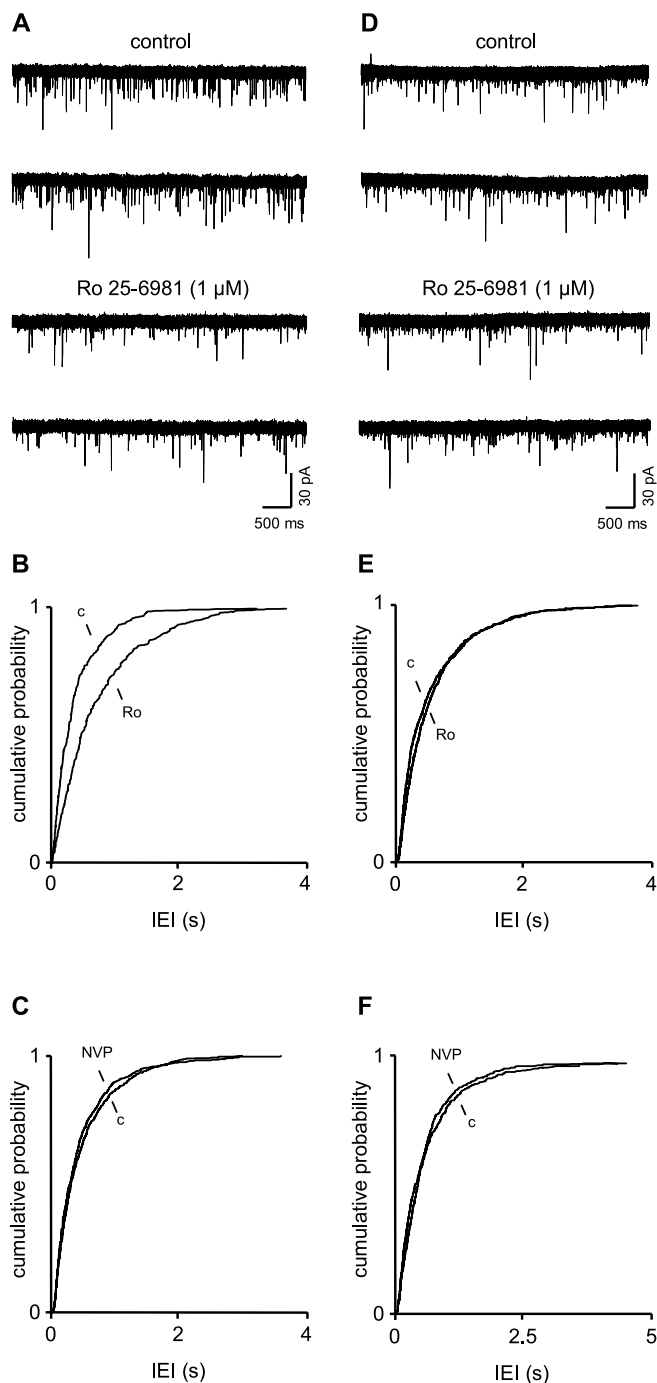 A
control
Ro 25-6981 (1 µM)
30 pA
500 ms
D
control
Ro 25-6981 (1 µM)
30 pA
500 ms
B
cumulative probability
1
0
c
Ro
0 2 4
IEI (s)
E
cumulative probability
1
0
c
Ro
0 2 4
IEI (s)
C
cumulative probability
1
0
NVP
c
0 2 4
IEI (s)
F
cumulative probability
1
0
NVP
c
0 2.5 5
IEI (s)